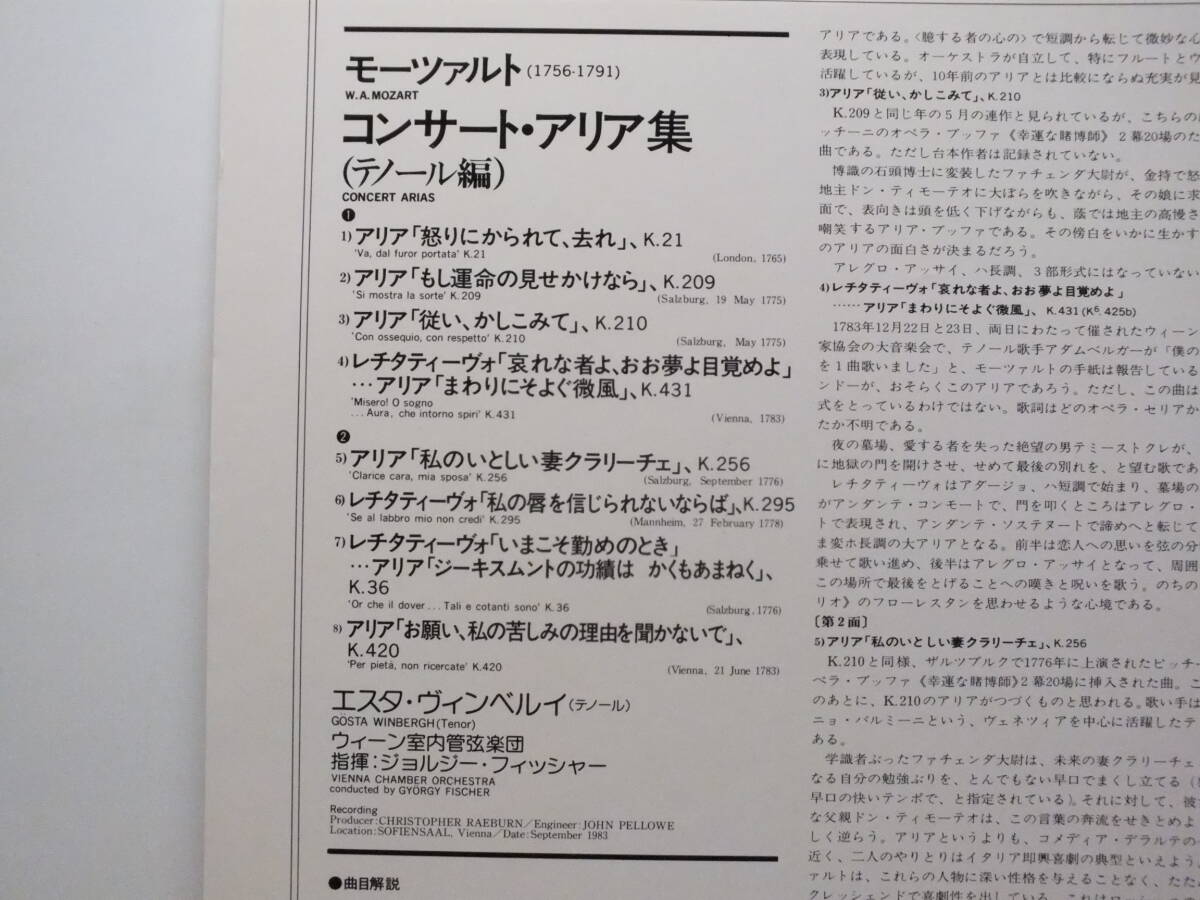 モーツァルト (1756-1791)
W.A.MOZART
コンサート・アリア集
(テノール編)
CONCERT ARIAS
❶
1) アリア「怒りにかられて、去れ」、K.21
'Va, dal furor portata' K.21
(London, 1765)
2) アリア「もし運命の見せかけなら」、K.209
'Si mostra la sorte' K.209
(Salzburg, 19 May 1775)
3) アリア「従い、かしこみて」、K.210
'Con ossequio, con respetto' K.210
(Salzburg, May 1775)
4) レチタティーヴォ「哀れな者よ、おお夢よ目覚めよ」
…アリア「まわりにそよぐ微風」、K.431
'Misero! O sogno
...Aura, che intorno spiri' K.431
(Vienna, 1783)
❷
5) アリア「私のいとしい妻クラリーチェ」、K.256
'Clarice cara, mia sposa' K.256
(Salzburg, September 1776)
6) レチタティーヴォ「私の唇を信じられないならば」、K.295
'Se al labbro mio non credi' K.295
(Mannheim, 27 February 1778)
7) レチタティーヴォ「いまこそ勤めのとき」
…アリア「ジーキスムントの功績は かくもあまねく」、
K.36
'Or che il dover...Tali e cotanti sono' K.36
(Salzburg, 1776)
8) アリア「お願い、私の苦しみの理由を聞かないで」、
K.420
'Per pietà, non ricercate' K.420
(Vienna, 21 June 1783)
エスタ・ヴィンベルイ(テノール)
GÖSTA WINBERGH(Tenor)
ウィーン室内管弦楽団
指揮:ジョルジー・フィッシャー
VIENNA CHAMBER ORCHESTRA
conducted by GYÖRGY FISCHER
Recording
Producer:CHRISTOPHER RAEBURN/Engineer:JOHN PELLOWE
Location:SOFIENSAAL, Vienna/Date:September 1983
●曲目解説
アリアである。〈臆する者の心の〉で短調から転じて微妙な心
表現している。オーケストラが自立して、特にフルートとヴ
活躍しているが、10年前のアリアとは比較にならぬ充実が見
3)アリア「従い、かしこみて」、K.210
K.209と同じ年の5月の連作と見られているが、こちらの
ッチーニのオペラ・ブッファ《幸運な賭博師》2幕20場のた
曲である。ただし台本作者は記録されていない。
博識の石頭博士に変装したファチェンダ大尉が、金持で怒
地主ドン・ティモーテオに大ぼらを吹きながら、その娘に求
面で、表向きは頭を低く下げながらも、蔭では地主の高慢さ
嘲笑するアリア・ブッファである。その傍白をいかに生かす
のアリアの面白さが決まるだろう。
アレグロ・アッサイ、ハ長調、3部形式にはなっていない
4)レチタティーヴォ「哀れな者よ、おお夢よ目覚めよ」
……アリア「まわりにそよぐ微風」、K.431(K⁶.425b)
1783年12月22日と23日、両日にわたって催されたウィーン
家協会の大音楽会で、テノール歌手アダムベルガーが「僕の
を1曲歌いました」と、モーツァルトの手紙は報告している
ンドーが、おそらくこのアリアであろう。ただし、この曲は
式をとっているわけではない。歌詞はどのオペラ・セリアか
たか不明である。
夜の墓場、愛する者を失った絶望の男テミーストクレが、
に地獄の門を開けさせ、せめて最後の別れを、と望む歌であ
レチタティーヴォはアダージョ、ハ短調で始まり、墓場の
がアンダンテ・コンモートで、門を叩くところはアレグロ・
トで表現され、アンダンテ・ソステヌートで諦めへと転じて
ま変ホ長調の大アリアとなる。前半は恋人への思いを弦の分
乗せて歌い進め、後半はアレグロ・アッサイとなって、周囲
この場所で最後をとげることへの嘆きと呪いを歌う。のちの
リオ》のフローレスタンを思わせるような心境である。
〔第2面〕
5)アリア「私のいとしい妻クラリーチェ」、K.256
K.210と同様、ザルツブルクで1776年に上演されたピッチ
ペラ・ブッファ《幸運な賭博師》2幕20場に挿入された曲。こ
のあとに、K.210のアリアがつづくものと思われる。歌い手は
ニョ・パルミーニという、ヴェネツィアを中心に活躍したテ
ある。
学識者ぶったファチェンダ大尉は、未来の妻クラリーチェ
なる自分の勉強ぶりを、とんでもない早口でまくし立てる(
早口の快いテンポで、と指定されている)。それに対して、彼
な父親ドン・ティモーテオは、この言葉の奔流をせきとめよ
しく逆らう。アリアというよりも、コメディア・デラルテの
近く、二人のやりとりはイタリア即興喜劇の典型といえよう
ァルトは、これらの人物に深い性格を与えることなく、たた
クレッシェンドで喜劇性を出している。